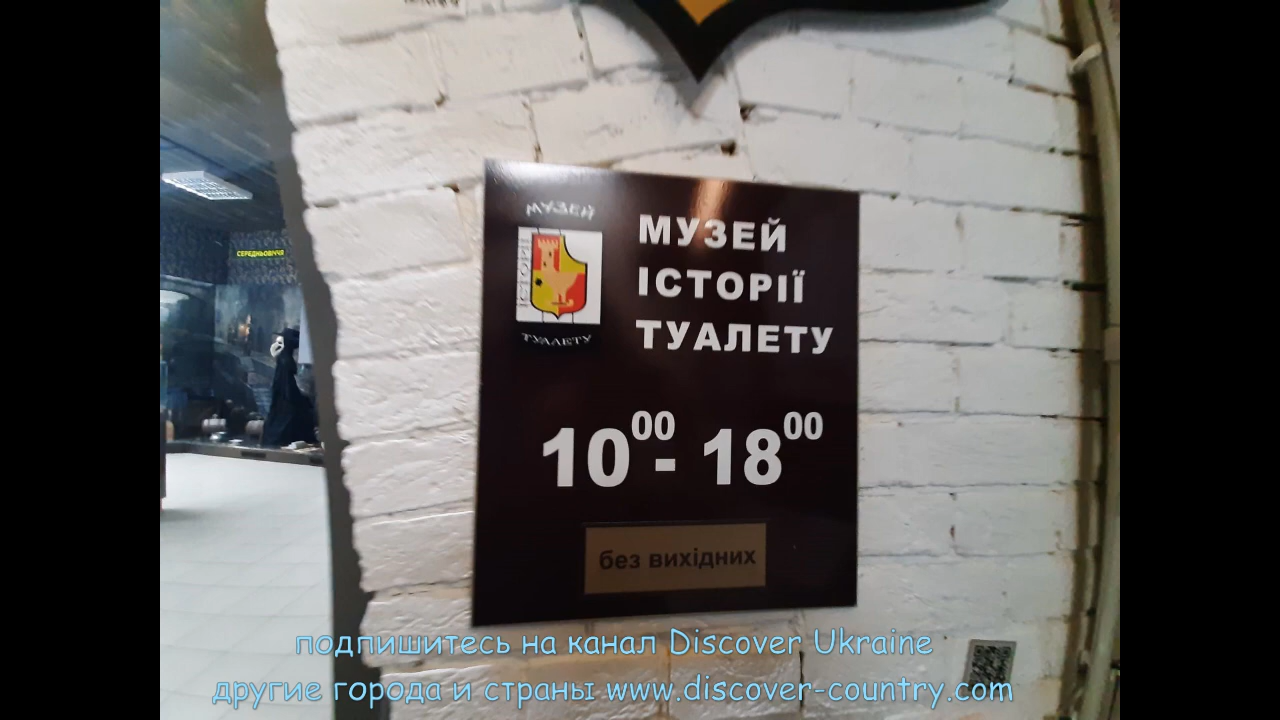 СЕРЕДНЬОВІЧЧЯ
МУЗЕЙ
ІСТОРІЇ
ТУАЛЕТУ
МУЗЕЙ
ІСТОРІЇ
ТУАЛЕТУ
10⁰⁰ - 18⁰⁰
без вихідних
подпишитесь на канал Discover Ukraine
другие города и страны www.discover-country.com